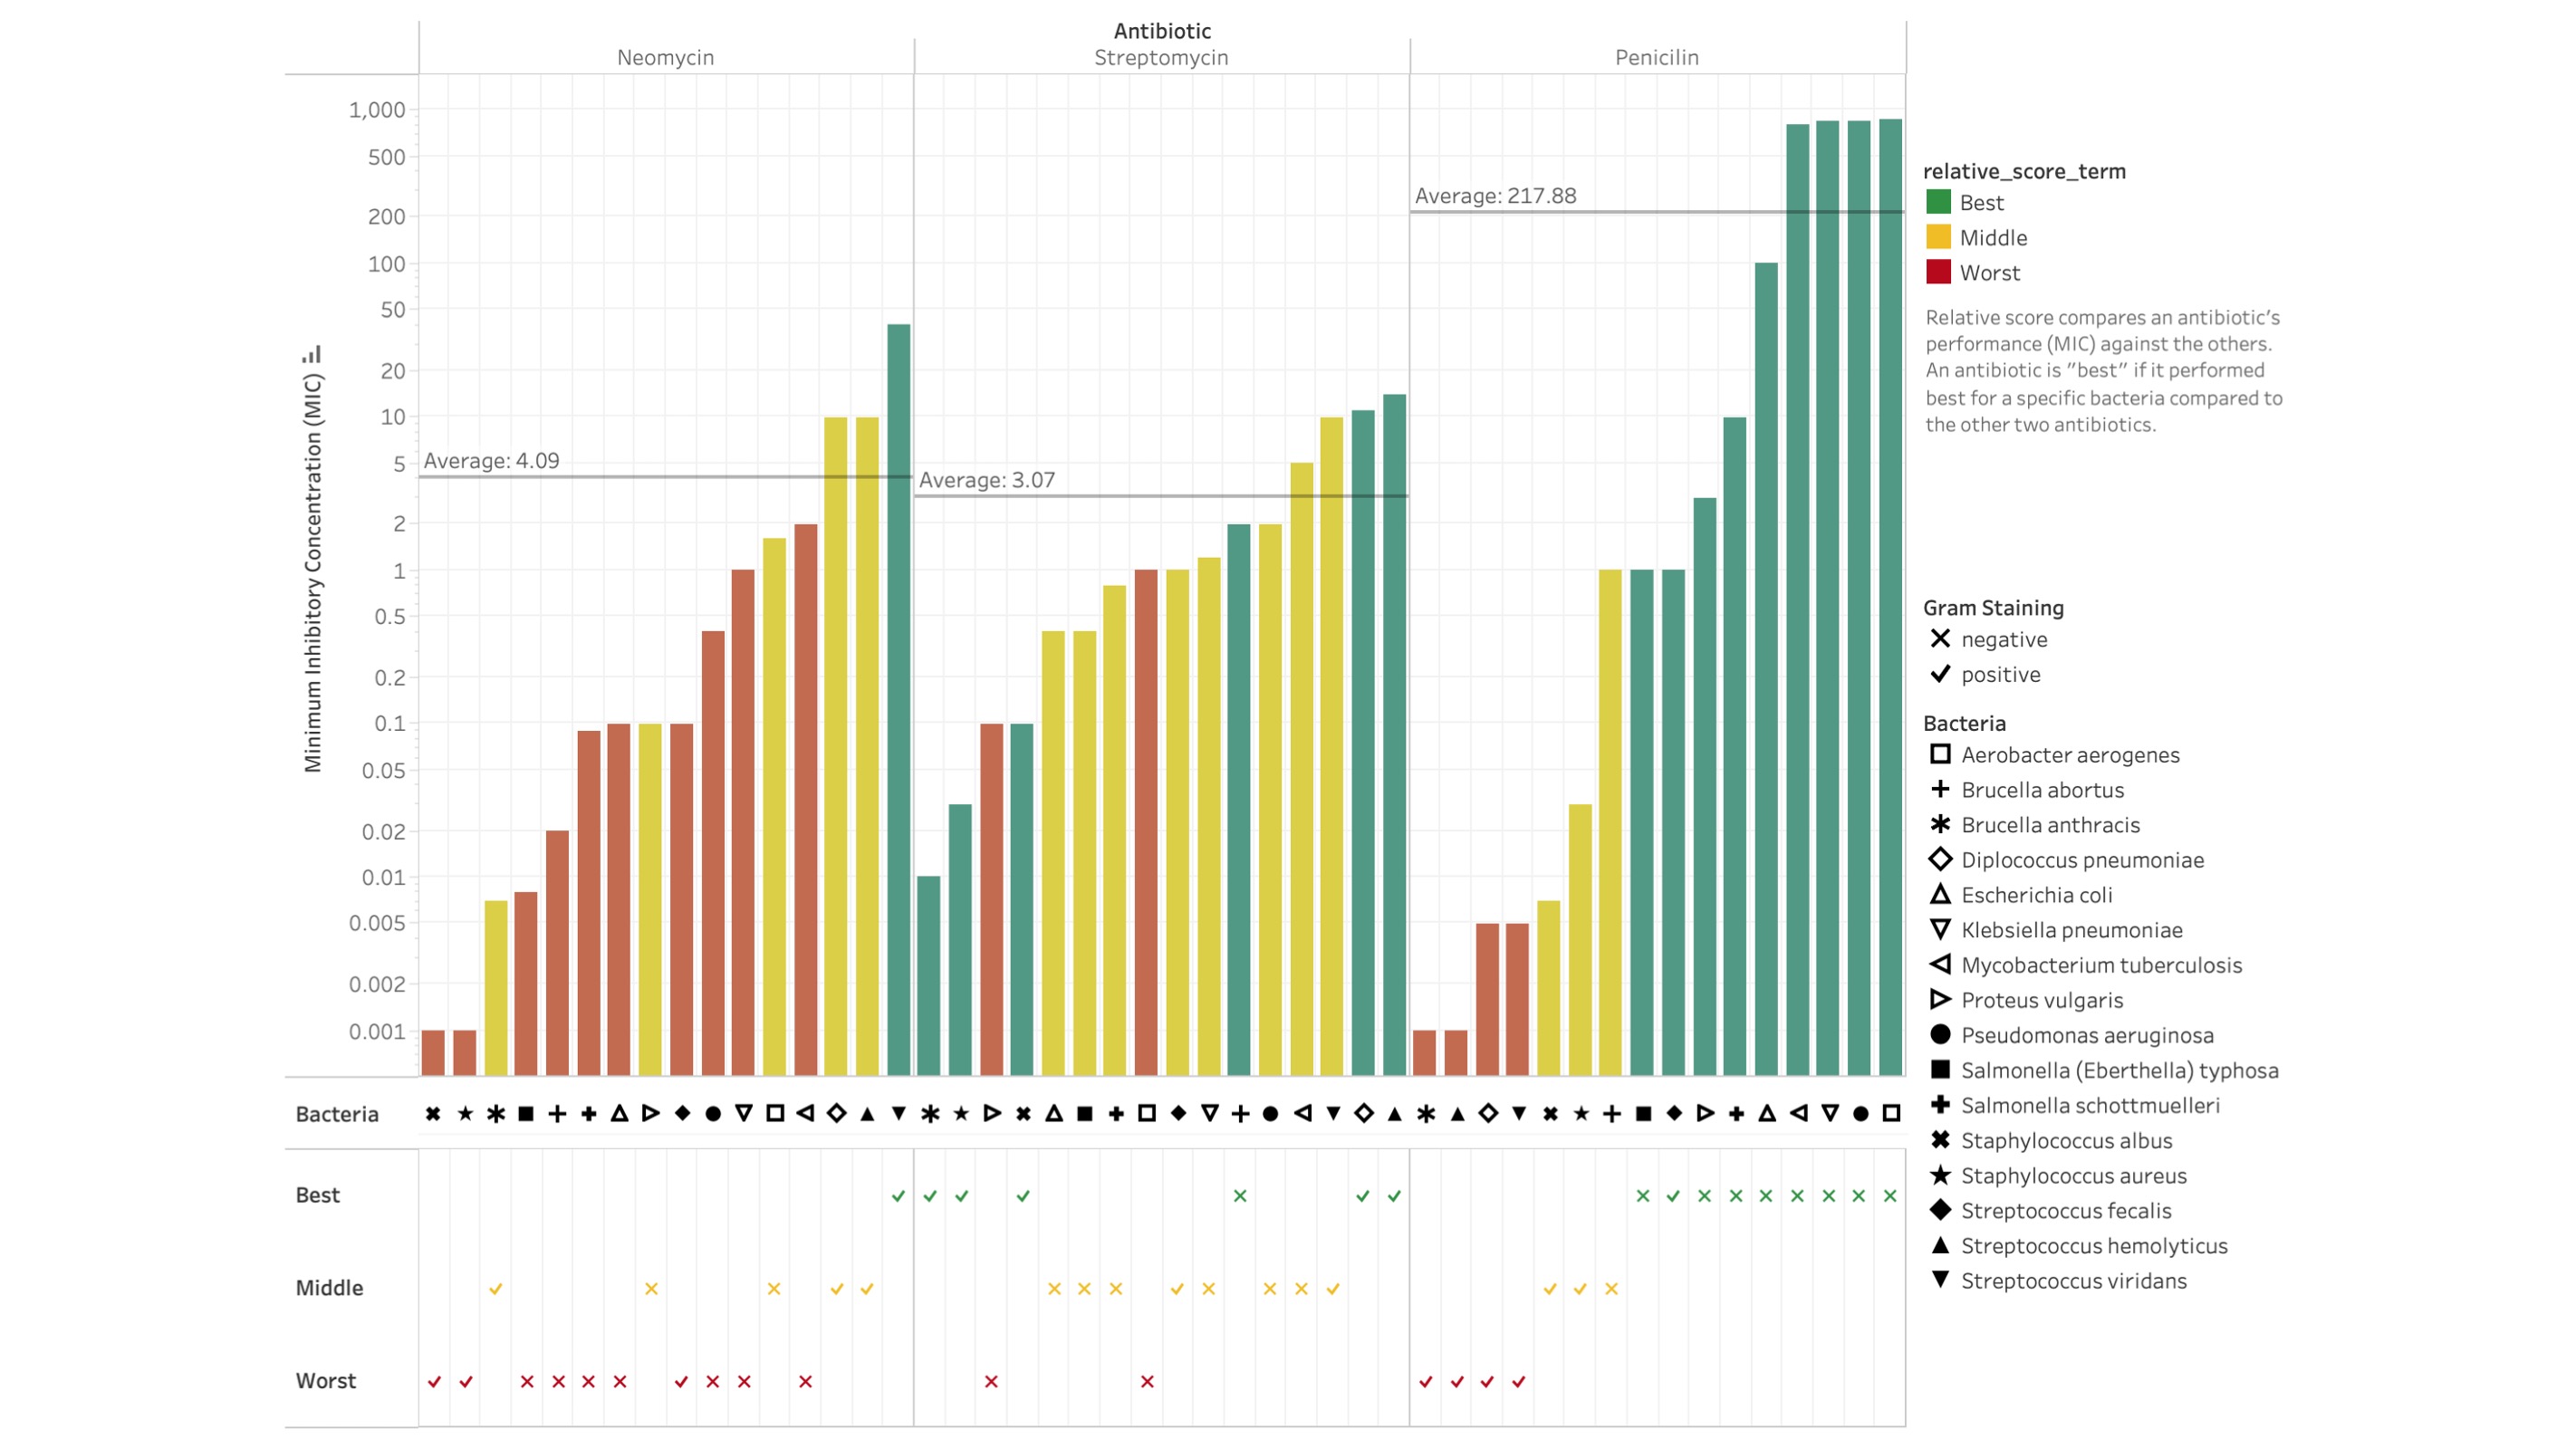 Antibiotic
Neomycin
Streptomycin
Penicilin
Minimum Inhibitory Concentration (MIC)
1,000
500
200
100
50
20
10
5
2
1
0.5
0.2
0.1
0.05
0.02
0.01
0.005
0.002
0.001
Average: 4.09
Average: 3.07
Average: 217.88
Bacteria
Best
Middle
Worst
relative_score_term
Best
Middle
Worst
Relative score compares an antibiotic's
performance (MIC) against the others.
An antibiotic is "best" if it performed
best for a specific bacteria compared to
the other two antibiotics.
Gram Staining
negative
positive
Bacteria
Aerobacter aerogenes
Brucella abortus
Brucella anthracis
Diplococcus pneumoniae
Escherichia coli
Klebsiella pneumoniae
Mycobacterium tuberculosis
Proteus vulgaris
Pseudomonas aeruginosa
Salmonella (Eberthella) typhosa
Salmonella schottmuelleri
Staphylococcus albus
Staphylococcus aureus
Streptococcus fecalis
Streptococcus hemolyticus
Streptococcus viridans